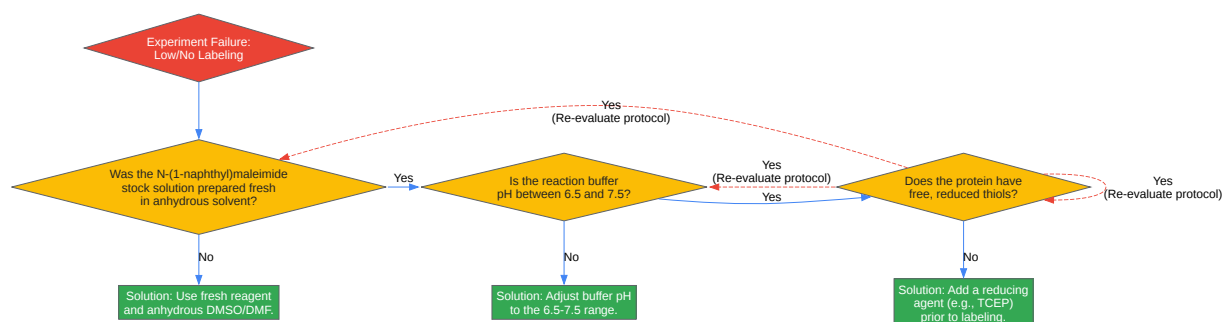 Experiment Failure:
Low/No Labeling
Yes
(Re-evaluate protocol)
Was the N-(1-naphthyl)maleimide
stock solution prepared fresh
in anhydrous solvent?
Yes
Is the reaction buffer
pH between 6.5 and 7.5?
Yes
(Re-evaluate protocol)
Yes
Does the protein have
free, reduced thiols?
Yes
(Re-evaluate protocol)
No
No
No
Solution: Use fresh reagent
and anhydrous DMSO/DMF.
Solution: Adjust buffer pH
to the 6.5-7.5 range.
Solution: Add a reducing
agent (e.g., TCEP)
prior to labeling.